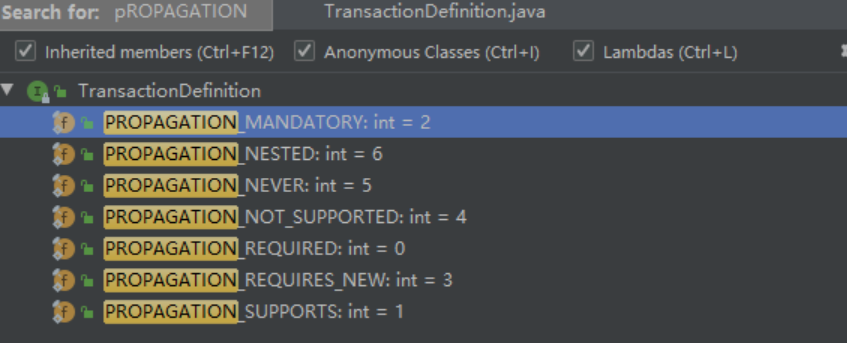 Search for: pROPAGATION TransactionDefinition.java
Inherited members (Ctrl+F12) Anonymous Classes (Ctrl+I) Lambdas (Ctrl+L)
TransactionDefinition
PROPAGATION_MANDATORY: int = 2
PROPAGATION_NESTED: int = 6
PROPAGATION_NEVER: int = 5
PROPAGATION_NOT_SUPPORTED: int = 4
PROPAGATION_REQUIRED: int = 0
PROPAGATION_REQUIRES_NEW: int = 3
PROPAGATION_SUPPORTS: int = 1